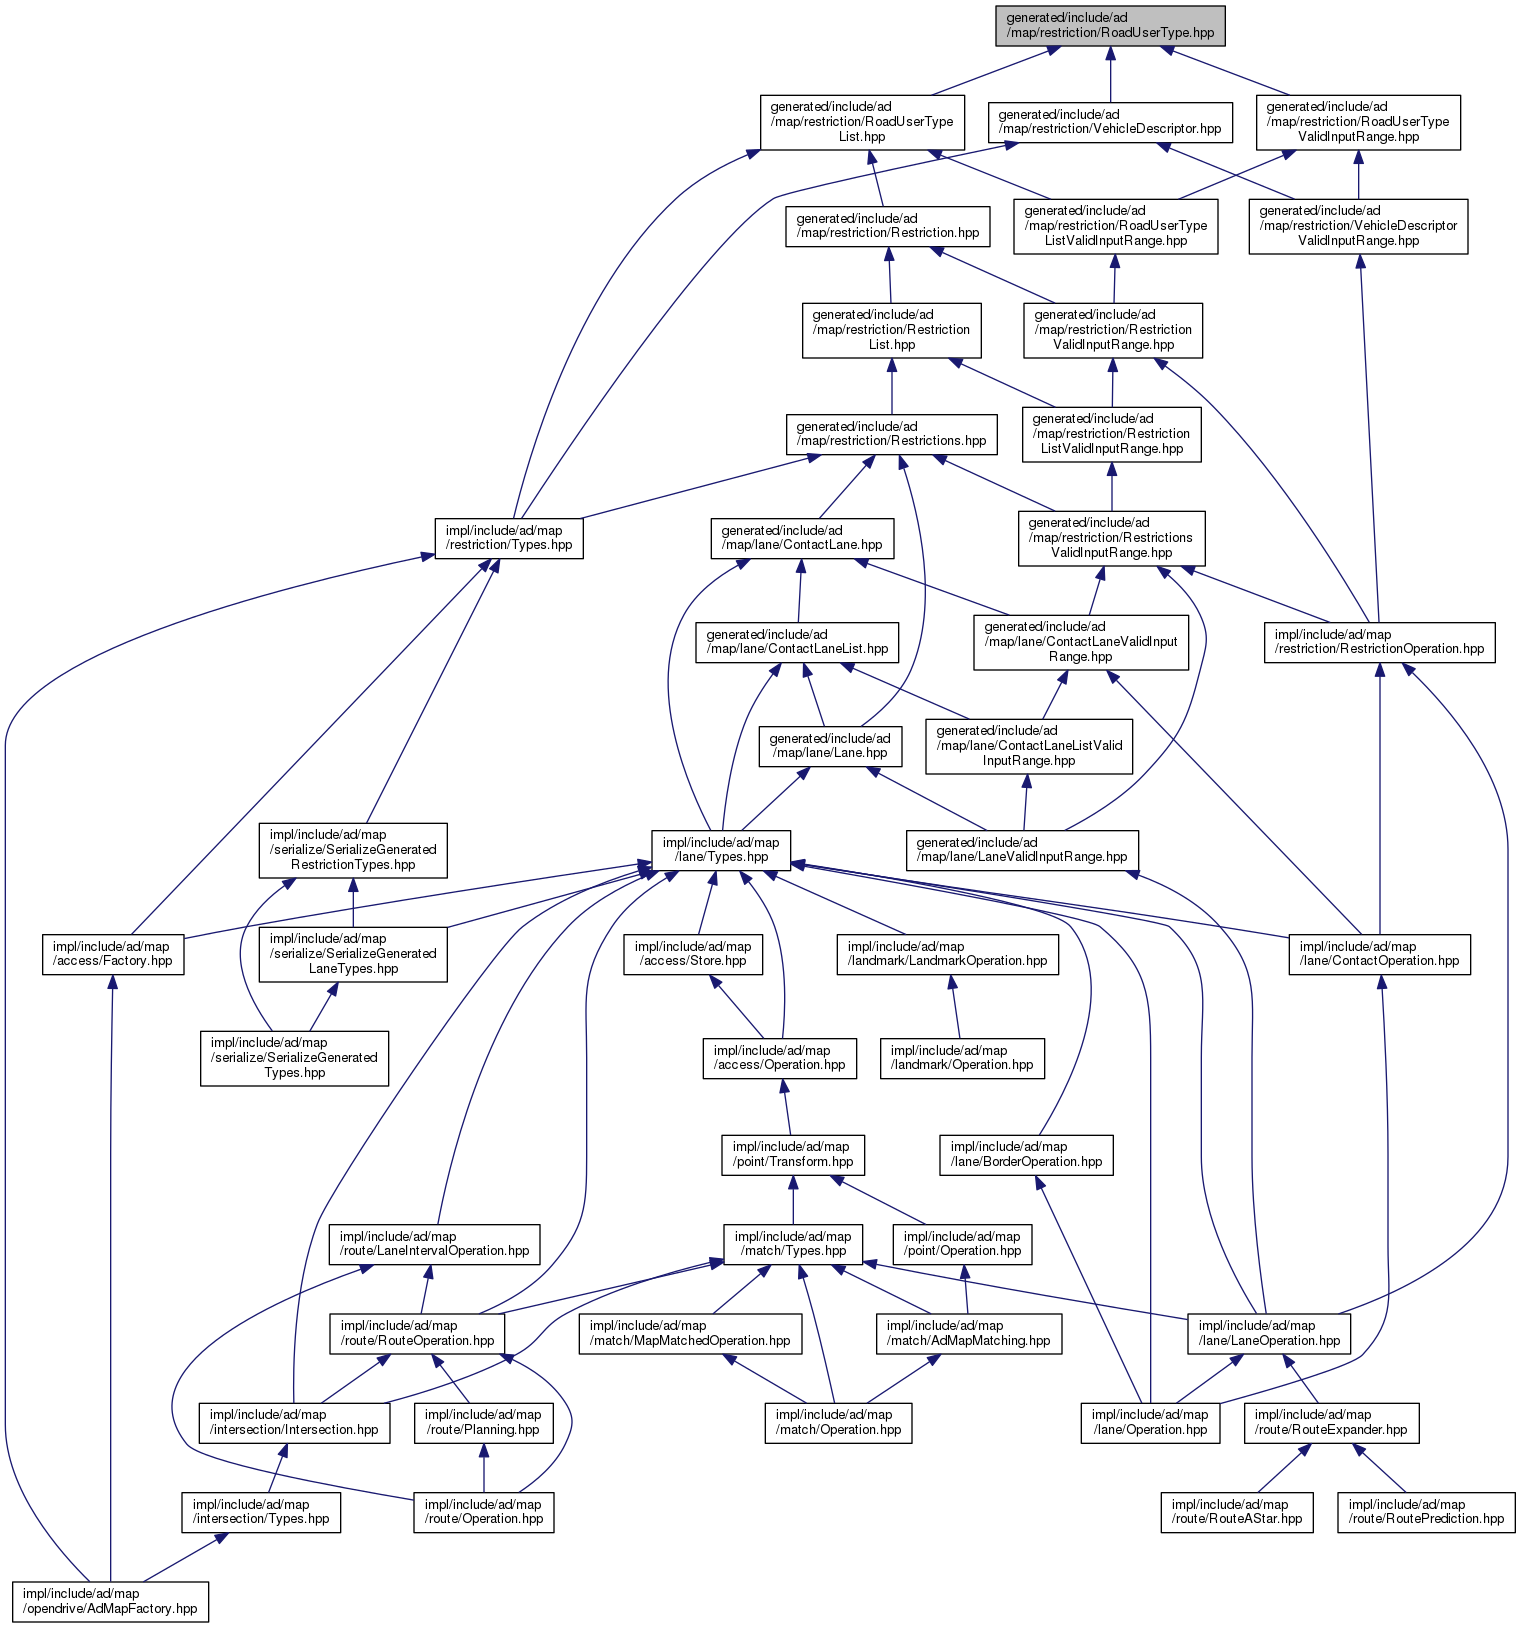 generated/include/ad
/map/restriction/RoadUserType.hpp
generated/include/ad
/map/restriction/RoadUserType
List.hpp
generated/include/ad
/map/restriction/VehicleDescriptor.hpp
generated/include/ad
/map/restriction/RoadUserType
ValidInputRange.hpp
generated/include/ad
/map/restriction/Restriction.hpp
generated/include/ad
/map/restriction/RoadUserType
ListValidInputRange.hpp
generated/include/ad
/map/restriction/VehicleDescriptor
ValidInputRange.hpp
generated/include/ad
/map/restriction/Restriction
List.hpp
generated/include/ad
/map/restriction/Restriction
ValidInputRange.hpp
generated/include/ad
/map/restriction/Restrictions.hpp
generated/include/ad
/map/restriction/Restriction
ListValidInputRange.hpp
impl/include/ad/map
/restriction/Types.hpp
generated/include/ad
/map/lane/ContactLane.hpp
generated/include/ad
/map/restriction/Restrictions
ValidInputRange.hpp
generated/include/ad
/map/lane/ContactLaneList.hpp
generated/include/ad
/map/lane/ContactLaneValidInput
Range.hpp
impl/include/ad/map
/restriction/RestrictionOperation.hpp
generated/include/ad
/map/lane/Lane.hpp
generated/include/ad
/map/lane/ContactLaneListValid
InputRange.hpp
impl/include/ad/map
/serialize/SerializeGenerated
RestrictionTypes.hpp
impl/include/ad/map
/lane/Types.hpp
generated/include/ad
/map/lane/LaneValidInputRange.hpp
impl/include/ad/map
/access/Factory.hpp
impl/include/ad/map
/serialize/SerializeGenerated
LaneTypes.hpp
impl/include/ad/map
/access/Store.hpp
impl/include/ad/map
/landmark/LandmarkOperation.hpp
impl/include/ad/map
/lane/ContactOperation.hpp
impl/include/ad/map
/serialize/SerializeGenerated
Types.hpp
impl/include/ad/map
/access/Operation.hpp
impl/include/ad/map
/landmark/Operation.hpp
impl/include/ad/map
/point/Transform.hpp
impl/include/ad/map
/lane/BorderOperation.hpp
impl/include/ad/map
/route/LaneIntervalOperation.hpp
impl/include/ad/map
/match/Types.hpp
impl/include/ad/map
/point/Operation.hpp
impl/include/ad/map
/route/RouteOperation.hpp
impl/include/ad/map
/match/MapMatchedOperation.hpp
impl/include/ad/map
/match/AdMapMatching.hpp
impl/include/ad/map
/lane/LaneOperation.hpp
impl/include/ad/map
/intersection/Intersection.hpp
impl/include/ad/map
/route/Planning.hpp
impl/include/ad/map
/match/Operation.hpp
impl/include/ad/map
/lane/Operation.hpp
impl/include/ad/map
/route/RouteExpander.hpp
impl/include/ad/map
/intersection/Types.hpp
impl/include/ad/map
/route/Operation.hpp
impl/include/ad/map
/route/RouteAStar.hpp
impl/include/ad/map
/route/RoutePrediction.hpp
impl/include/ad/map
/opendrive/AdMapFactory.hpp